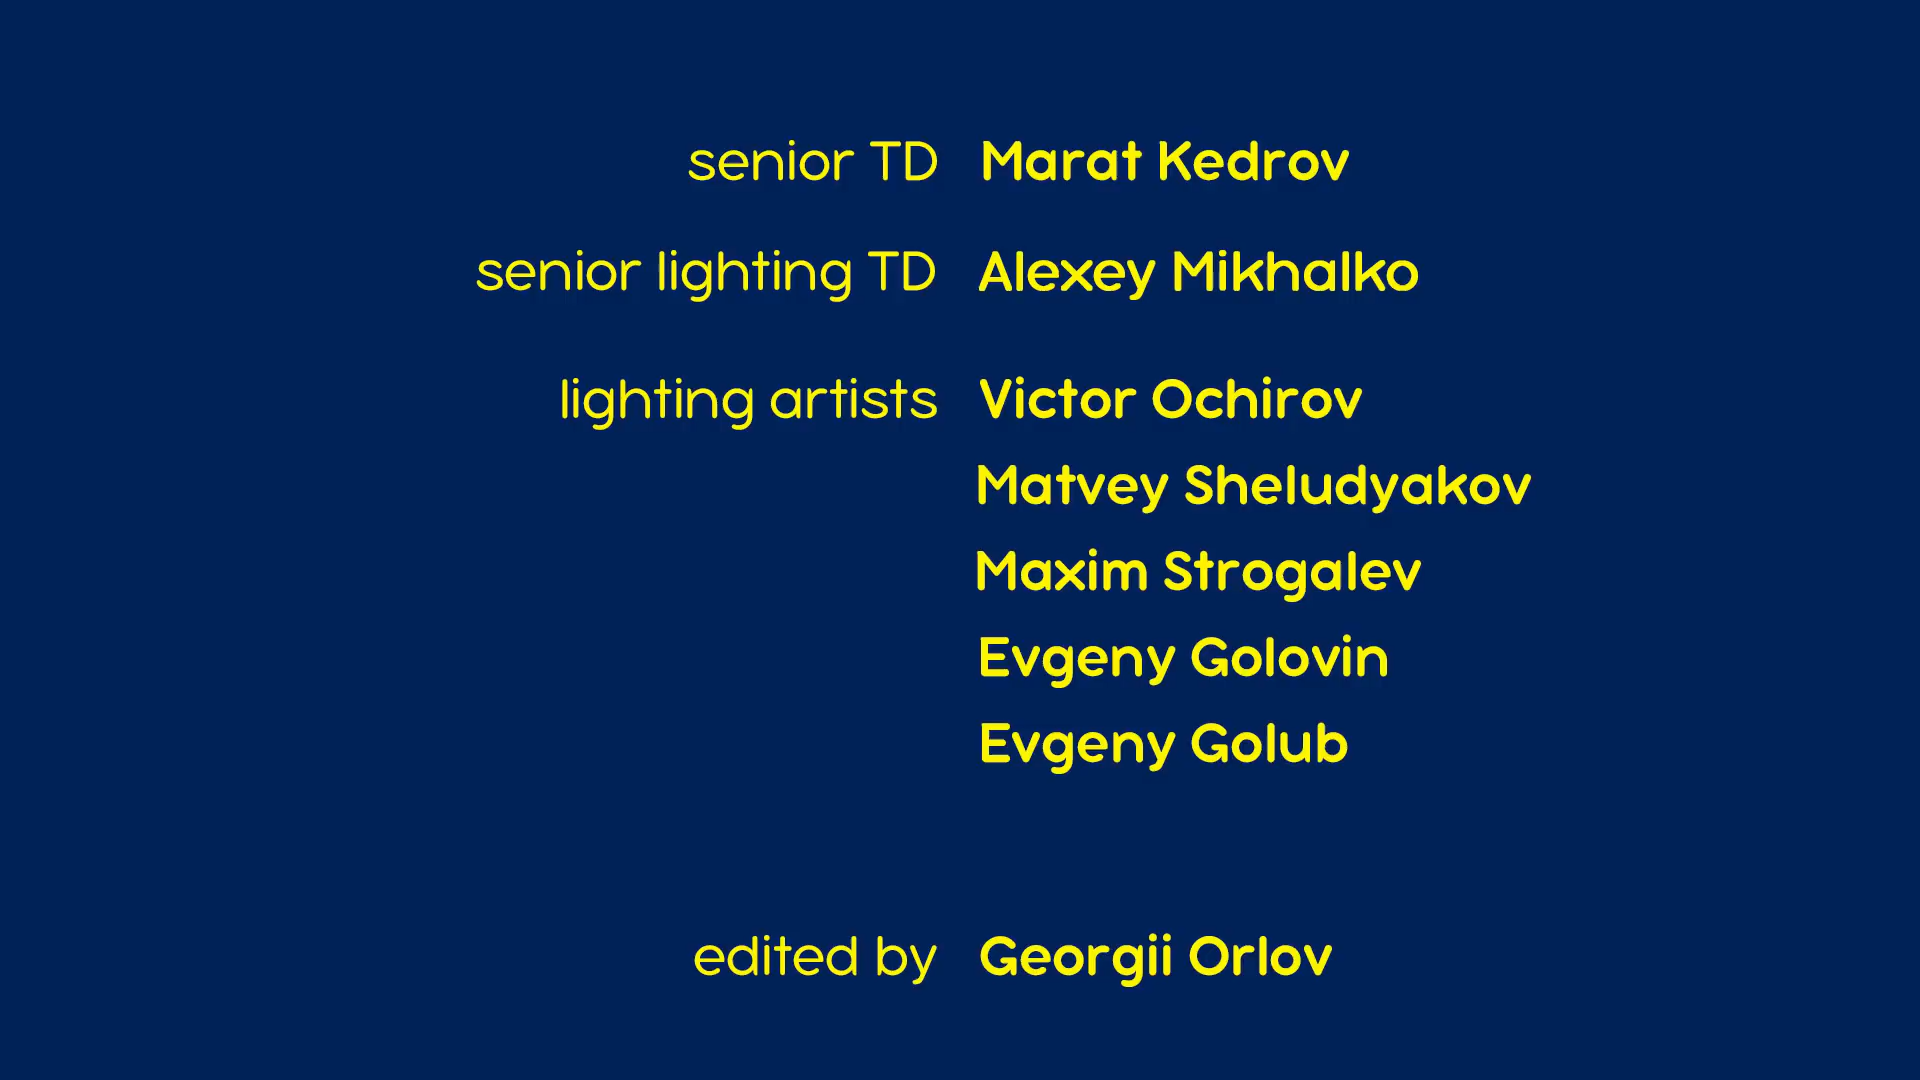 senior TD Marat Kedrov
senior lighting TD Alexey Mikhalko
lighting artists Victor Ochirov
Matvey Sheludyakov
Maxim Strogalev
Evgeny Golovin
Evgeny Golub
edited by Georgii Orlov